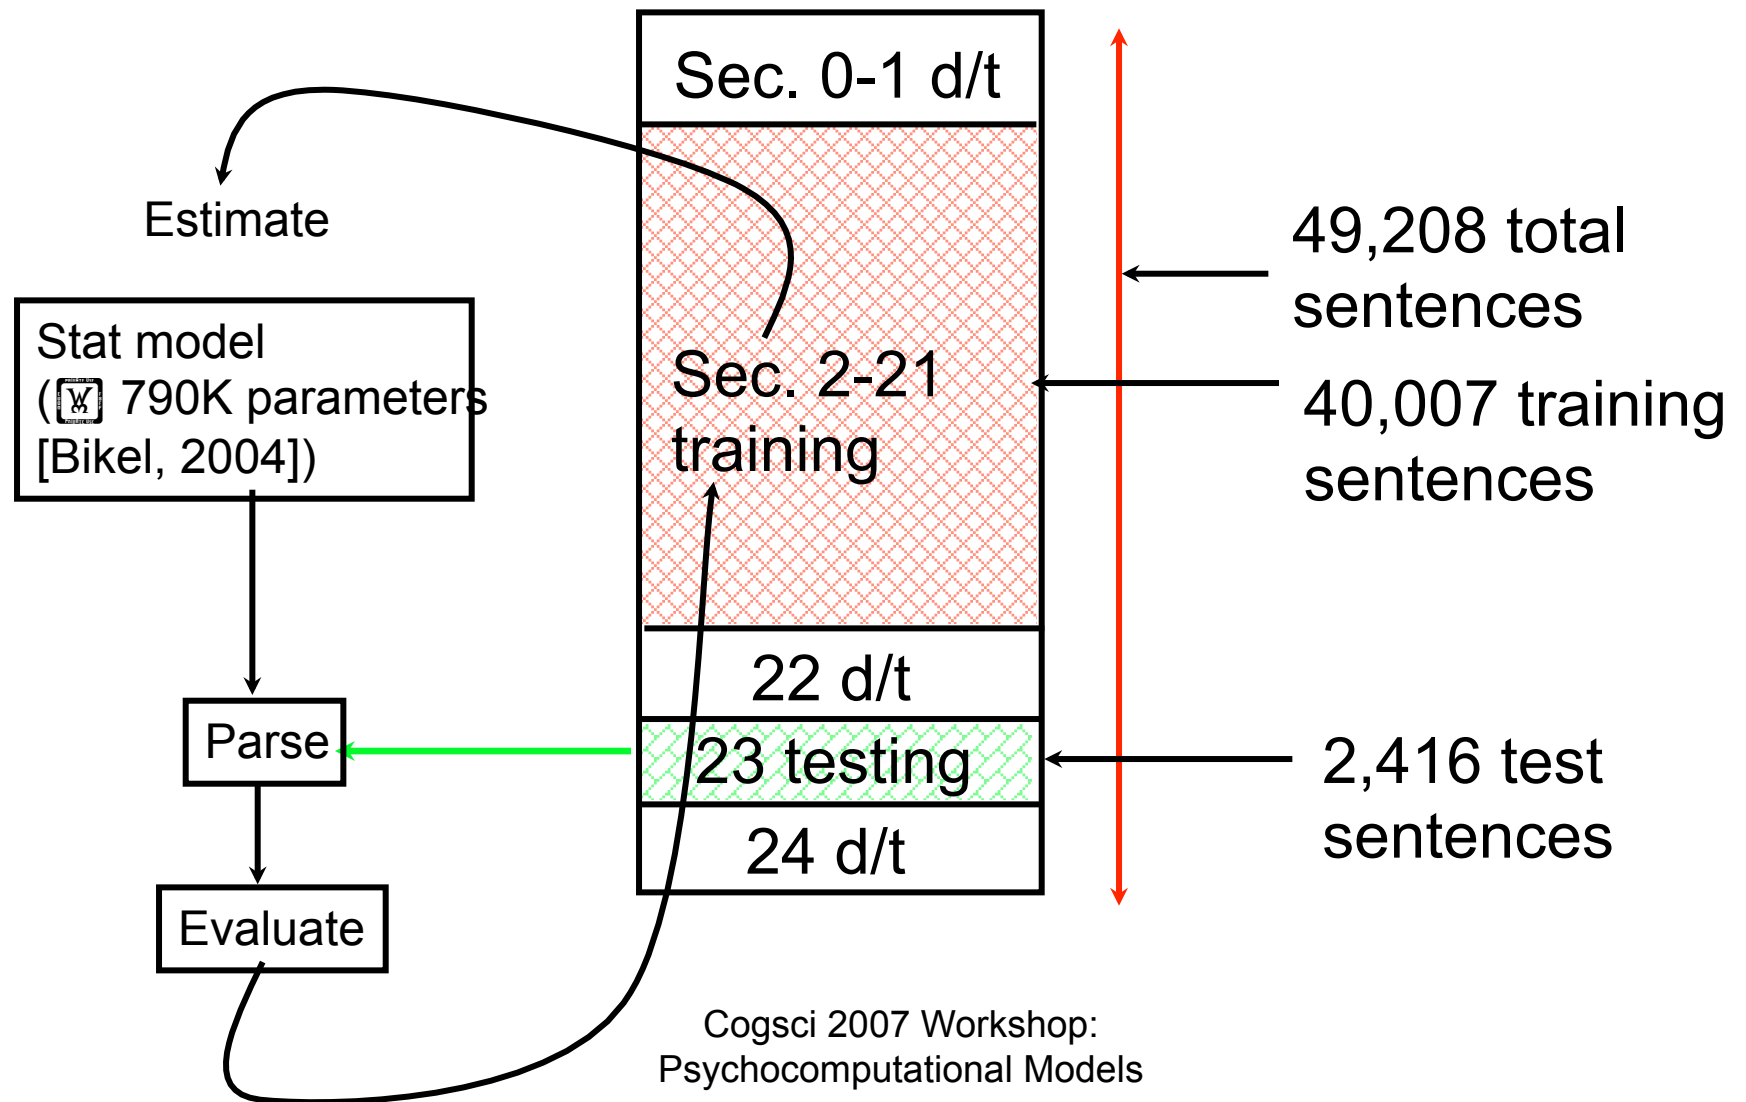 Sec. 0-1 d/t
Estimate
Stat model
( 790K parameters
[Bikel, 2004])
Sec. 2-21
training
49,208 total
sentences
40,007 training
sentences
22 d/t
Parse
23 testing
2,416 test
sentences
24 d/t
Evaluate
Cogsci 2007 Workshop:
Psychocomputational Models